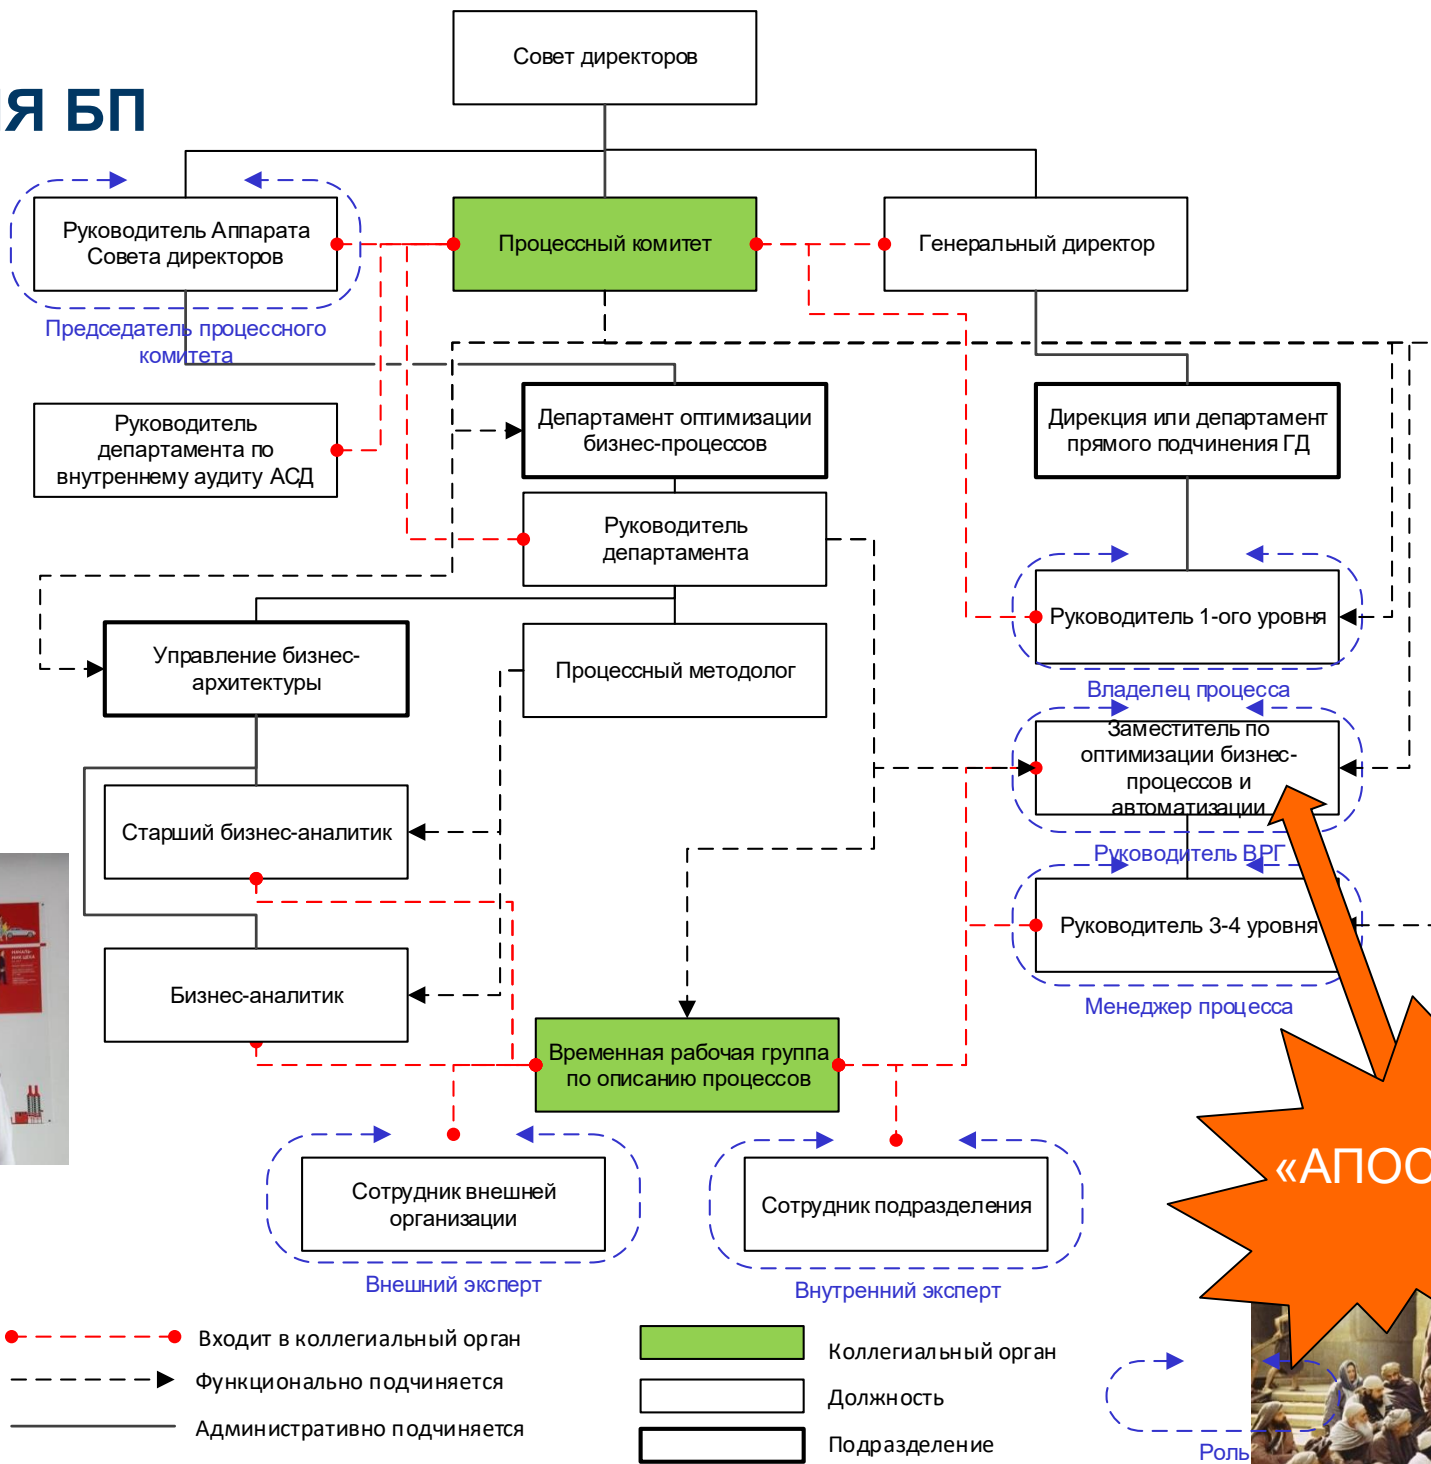 Совет директоров
ИЯ БП
Руководитель Аппарата
Совета директоров
Процессный комитет
Генеральный директор
Председатель процессного
комитета
Руководитель
департамента по
внутреннему аудиту АСД
Департамент оптимизации
бизнес-процессов
Дирекция или департамент
прямого подчинения ГД
Руководитель
департамента
Руководитель 1-ого уровня
Владелец процесса
Управление бизнес-
архитектуры
Процессный методолог
Заместитель по
оптимизации бизнес-
процессов и
автоматизации
Руководитель ВРГ
Старший бизнес-аналитик
Руководитель 3-4 уровня
Менеджер процесса
Бизнес-аналитик
Временная рабочая группа
по описанию процессов
«АПОС
Сотрудник внешней
организации
Сотрудник подразделения
Внешний эксперт
Внутренний эксперт
Входит в коллегиальный орган
Функционально подчиняется
Административно подчиняется
Коллегиальный орган
Должность
Подразделение
Роль